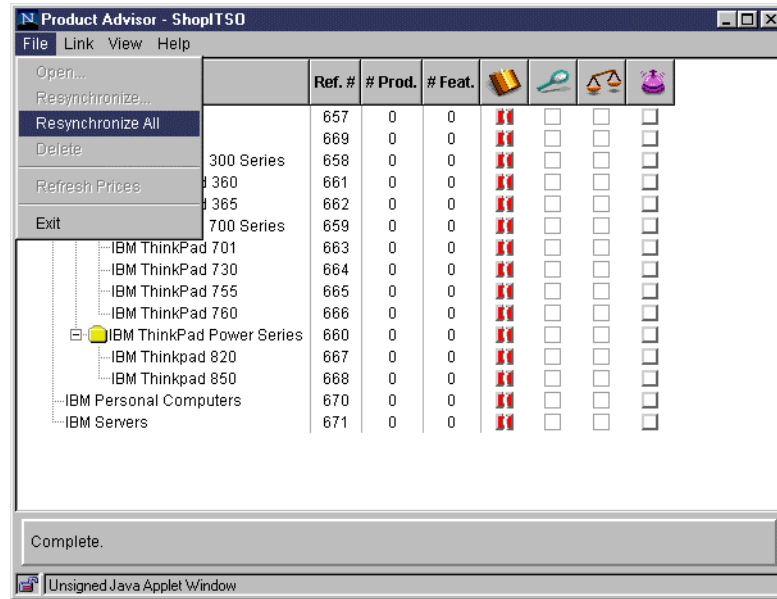 Product Advisor - ShopITSO
File Link View Help
Open...
Resynchronize...
Resynchronize All
Delete
Refresh Prices
Exit
Ref. # # Prod. # Feat.
657 0 0
669 0 0
300 Series 658 0 0
360 661 0 0
365 662 0 0
700 Series 659 0 0
IBM ThinkPad 701 663 0 0
IBM ThinkPad 730 664 0 0
IBM ThinkPad 755 665 0 0
IBM ThinkPad 760 666 0 0
IBM ThinkPad Power Series 660 0 0
IBM Thinkpad 820 667 0 0
IBM Thinkpad 850 668 0 0
IBM Personal Computers 670 0 0
IBM Servers 671 0 0
Complete.
Unsigned Java Applet Window